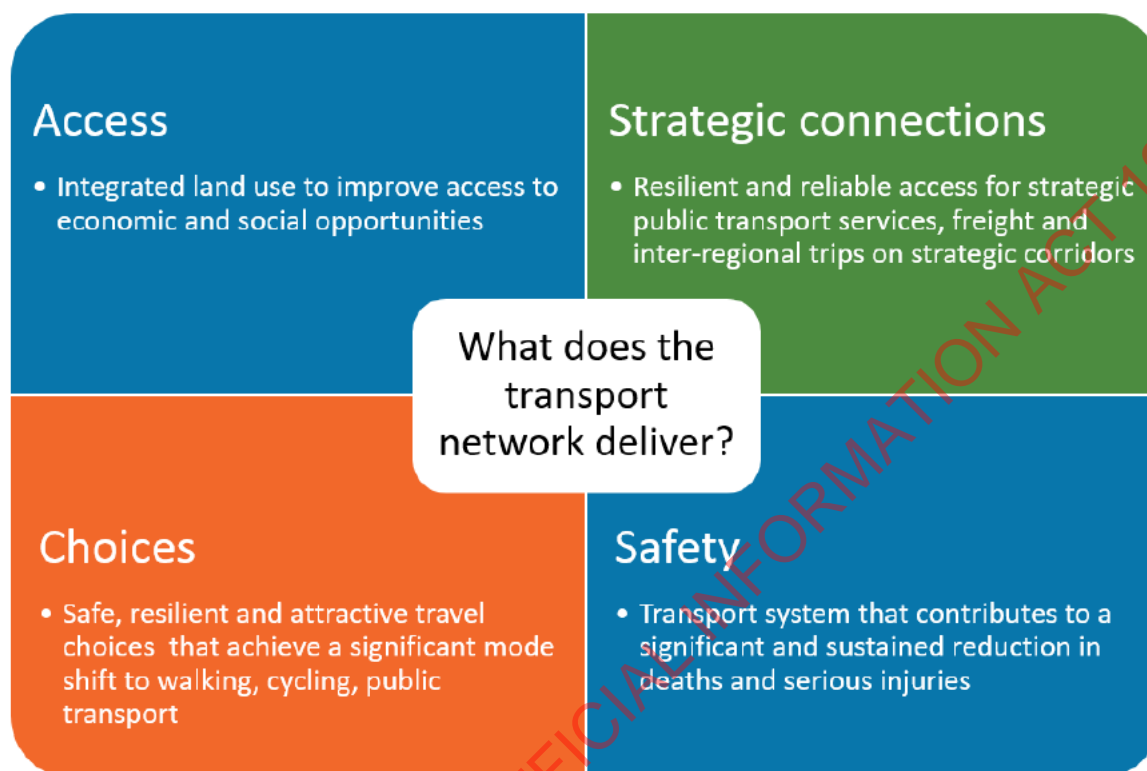 Access
• Integrated land use to improve access to
economic and social opportunities
Strategic connections
• Resilient and reliable access for strategic
public transport services, freight and
inter-regional trips on strategic corridors
What does the
transport
network deliver?
Choices
• Safe, resilient and attractive travel
choices that achieve a significant mode
shift to walking, cycling, public
transport
Safety
• Transport system that contributes to a
significant and sustained reduction in
deaths and serious injuries
INFORMATION ACT